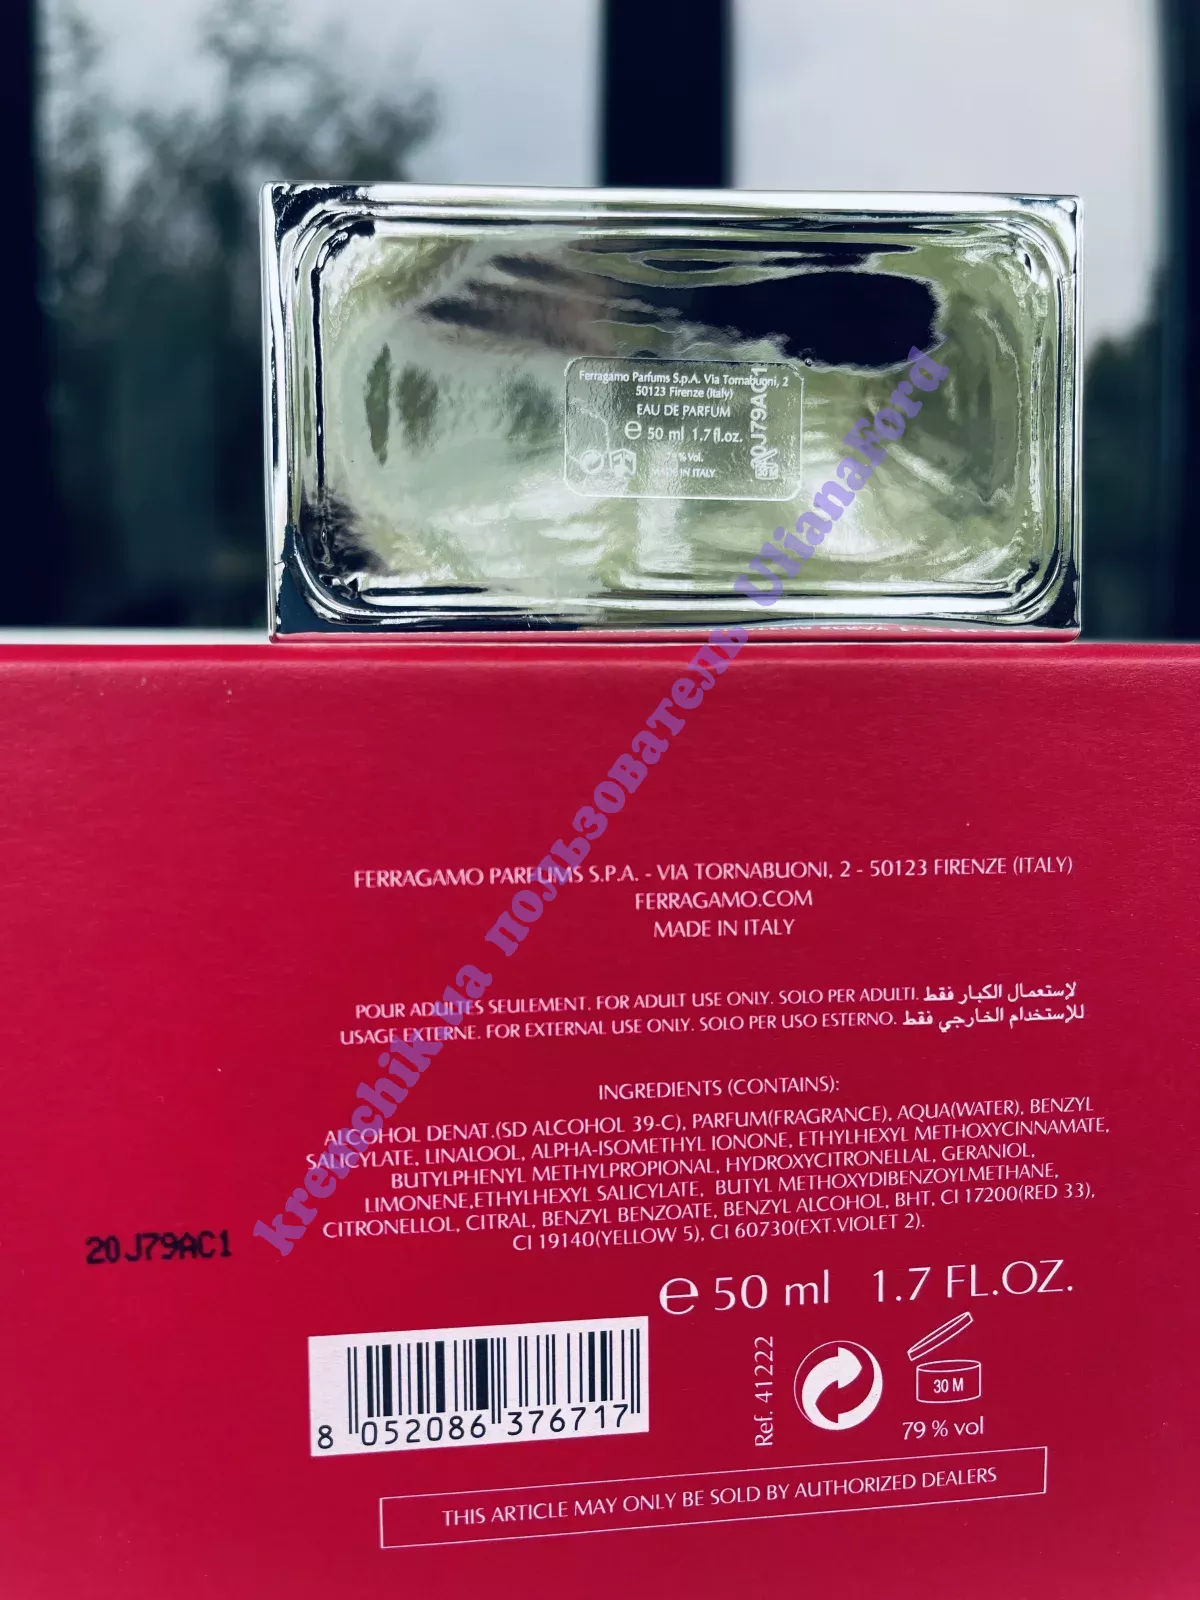 Ferragamo Parfums S.p.A. Via Tornabuoni, 2
50123 Firenze (Italy)
EAU DE PARFUM
℮ 50 ml 1.7 fl.oz.
% Vol.
MADE IN ITALY
30 M
20J79AC1
krempchik.ua пользователь UlianaFord
FERRAGAMO PARFUMS S.P.A. - VIA TORNABUONI, 2 - 50123 FIRENZE (ITALY)
FERRAGAMO.COM
MADE IN ITALY
POUR ADULTES SEULEMENT. FOR ADULT USE ONLY. SOLO PER ADULTI. لإستعمال الكبار فقط
USAGE EXTERNE. FOR EXTERNAL USE ONLY. SOLO PER USO ESTERNO. للإستخدام الخارجي فقط
INGREDIENTS (CONTAINS):
ALCOHOL DENAT.(SD ALCOHOL 39-C), PARFUM(FRAGRANCE), AQUA(WATER), BENZYL
SALICYLATE, LINALOOL, ALPHA-ISOMETHYL IONONE, ETHYLHEXYL METHOXYCINNAMATE,
BUTYLPHENYL METHYLPROPIONAL, HYDROXYCITRONELLAL, GERANIOL,
LIMONENE,ETHYLHEXYL SALICYLATE, BUTYL METHOXYDIBENZOYLMETHANE,
CITRONELLOL, CITRAL, BENZYL BENZOATE, BENZYL ALCOHOL, BHT, CI 17200(RED 33),
CI 19140(YELLOW 5), CI 60730(EXT.VIOLET 2).
20J79AC1
℮ 50 ml 1.7 FL.OZ.
8 052086 376717
Ref. 41222
30 M
79 % vol
THIS ARTICLE MAY ONLY BE SOLD BY AUTHORIZED DEALERS